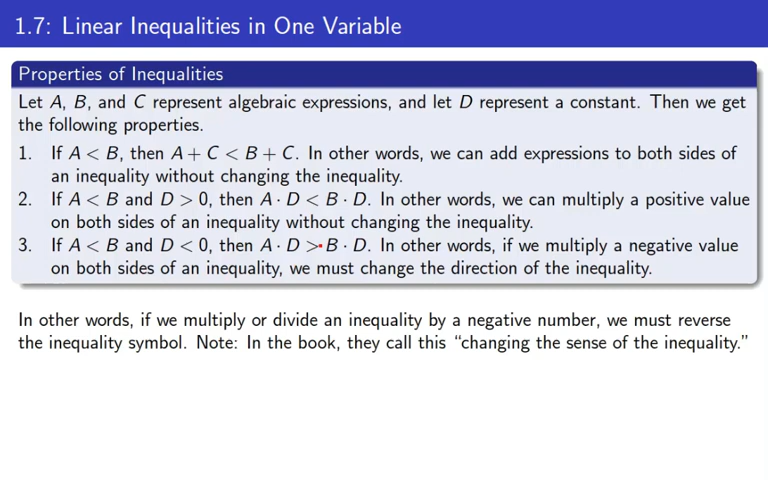 1.7: Linear Inequalities in One Variable
Properties of Inequalities
Let A, B, and C represent algebraic expressions, and let D represent a constant. Then we get
the following properties.
1. If A < B, then A + C < B + C. In other words, we can add expressions to both sides of
an inequality without changing the inequality.
2. If A < B and D > 0, then A · D < B · D. In other words, we can multiply a positive value
on both sides of an inequality without changing the inequality.
3. If A < B and D < 0, then A · D > B · D. In other words, if we multiply a negative value
on both sides of an inequality, we must change the direction of the inequality.
In other words, if we multiply or divide an inequality by a negative number, we must reverse
the inequality symbol. Note: In the book, they call this “changing the sense of the inequality.”